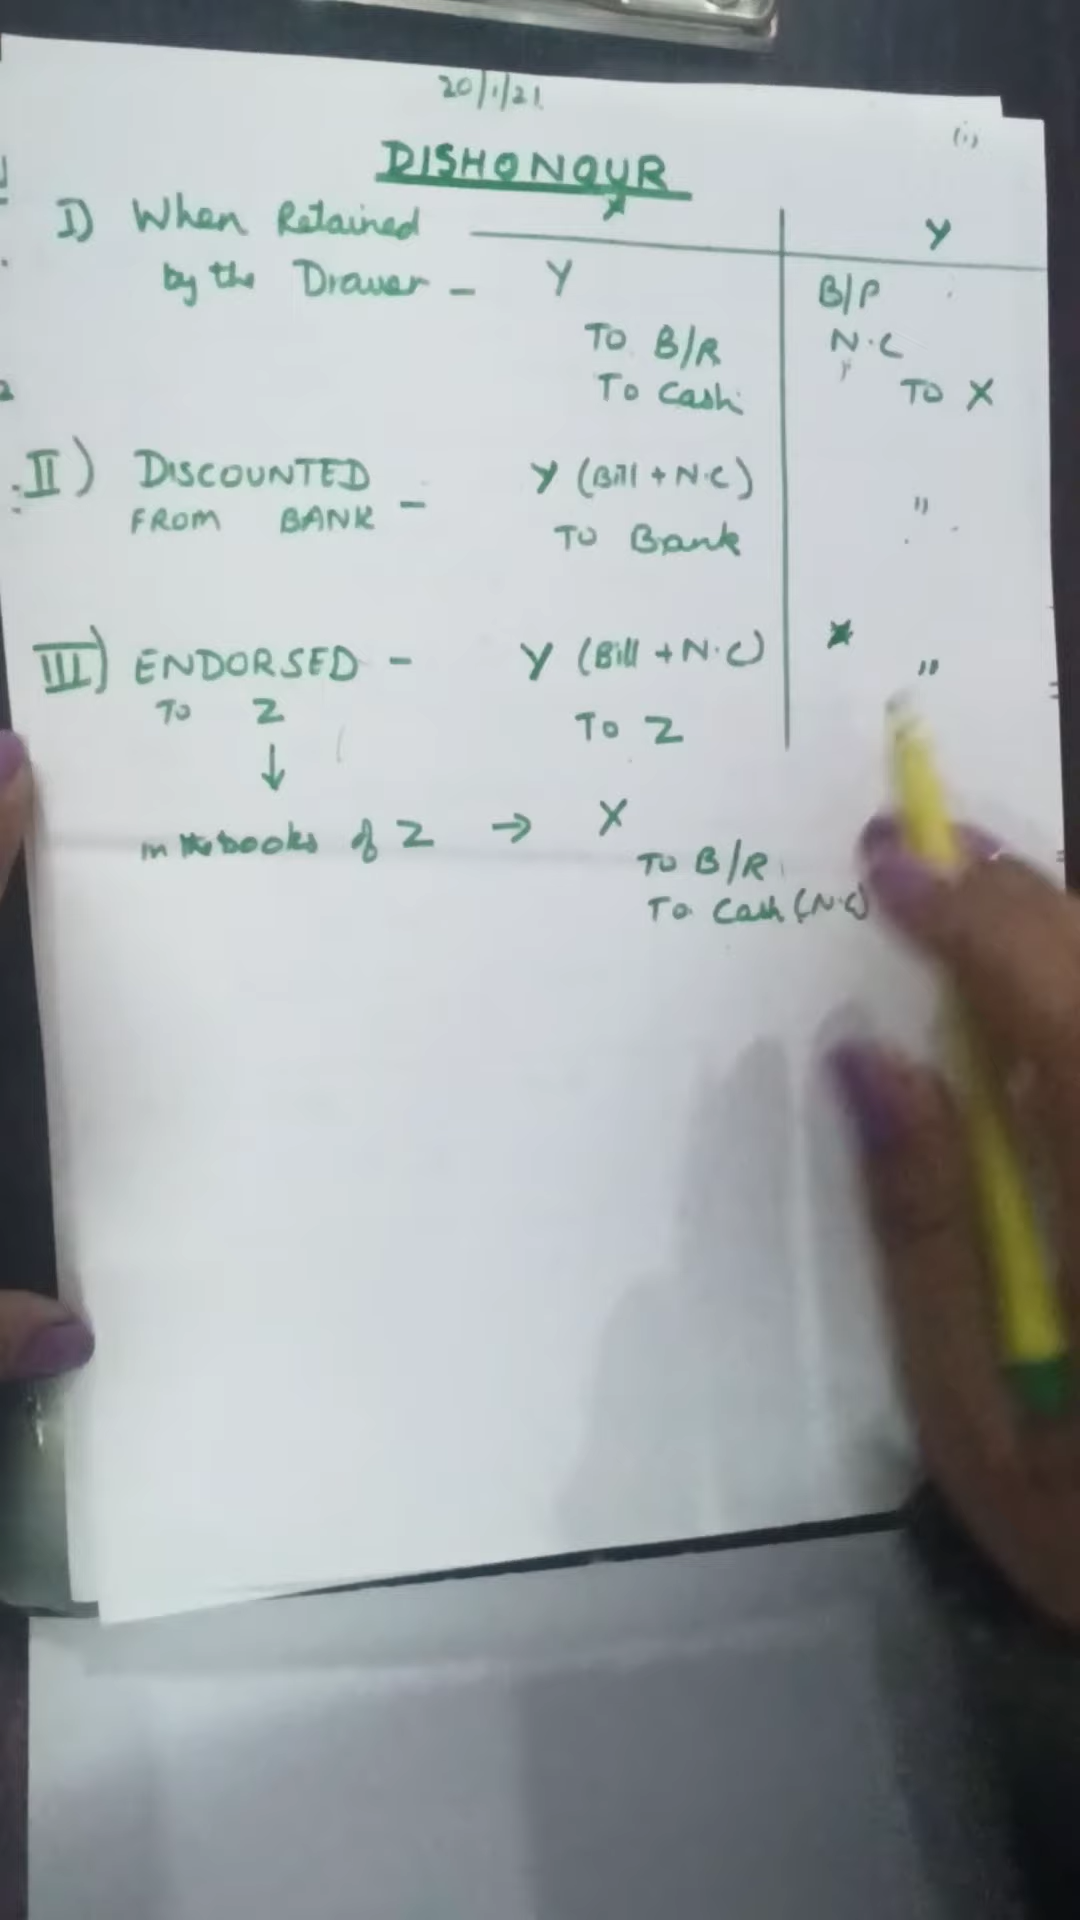 20/1/21
(i)
DISHONOUR
I) When Retained X Y
by the Drawer - Y B/P
To B/R N.C
To Cash To X
II) DISCOUNTED Y (Bill + N.C) "
FROM BANK - To Bank
III) ENDORSED - Y (Bill + N.C) "
To Z To Z
↓
in the books of Z → X
To B/R
To Cash (N.C)